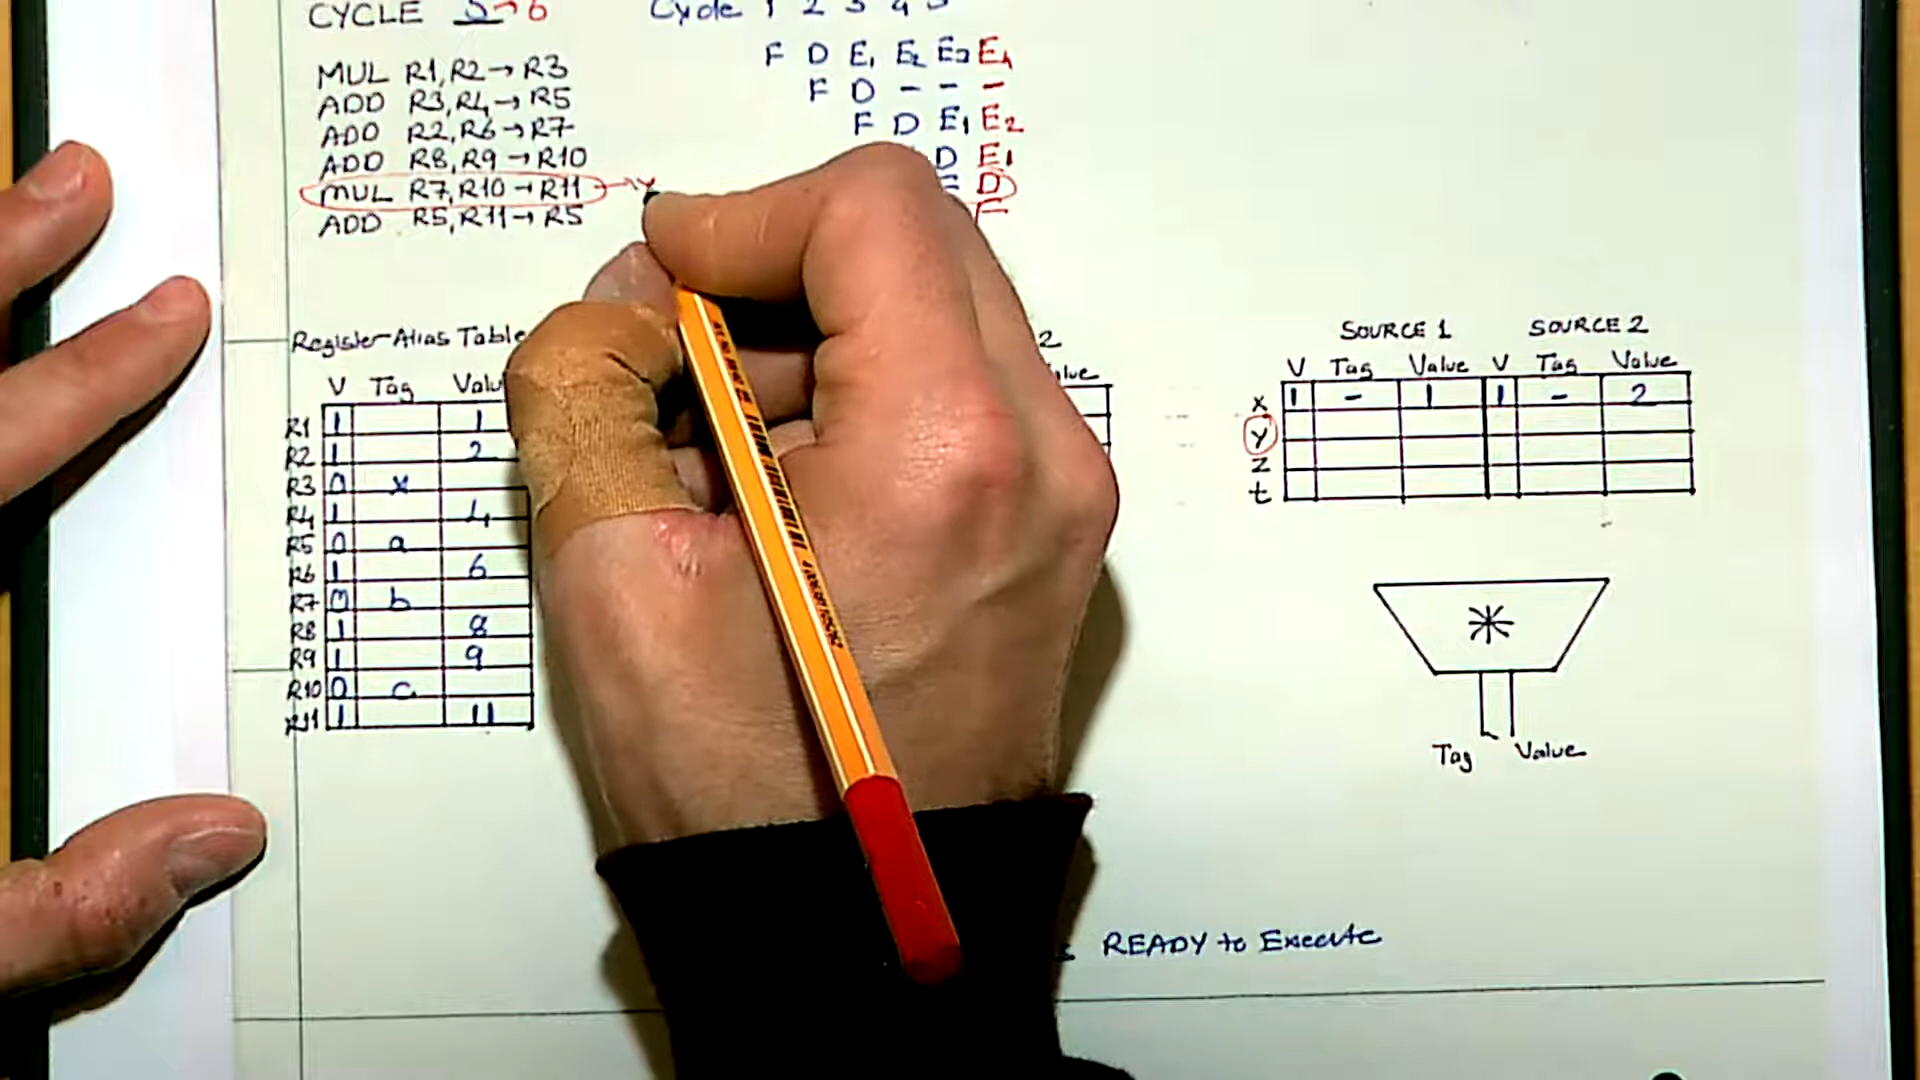 CYCLE 5→6
Cycle 1 2 3 4 5
MUL R1,R2→R3
ADD R3,R4→R5
ADD R2,R6→R7
ADD R8,R9→R10
MUL R7,R10→R11 →y
ADD R5,R11→R5
F D E1 E2 E3 E4
F D - - -
F D E1 E2
D E1
D
F
Register Alias Table
V Tag
R1 1 1
R2 1 2
R3 0 x
R4 1 4
R5 0 a
R6 1 6
R7 0 b
R8 1 8
R9 1 9
R10 0 c
R11 1 11
2
SOURCE 1 SOURCE 2
V Tag Value V Tag Value
x 1 - 1 1 - 2
y
z
t
*
Tag Value
READY to Execute